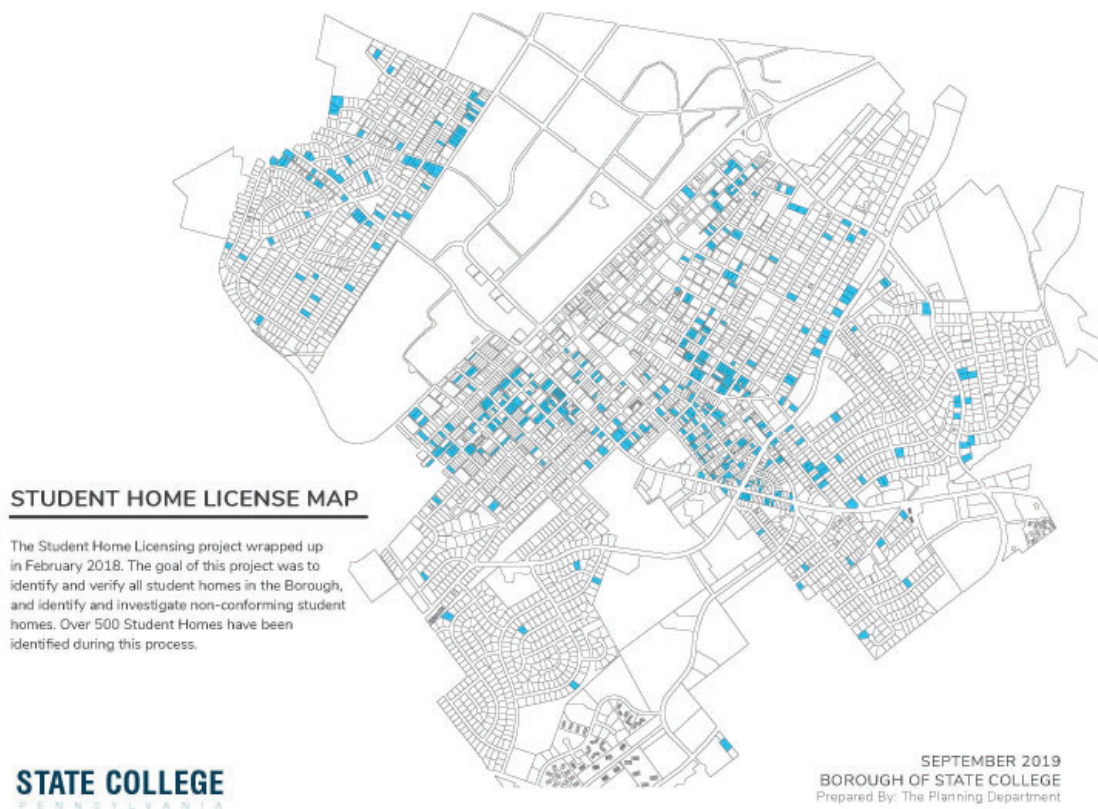 STUDENT HOME LICENSE MAP
The Student Home Licensing project wrapped up
in February 2018. The goal of this project was to
identify and verify all student homes in the Borough,
and identify and investigate non-conforming student
homes. Over 500 Student Homes have been
identified during this process.
STATE COLLEGE
PENNSYLVANIA
SEPTEMBER 2019
BOROUGH OF STATE COLLEGE
Prepared By: The Planning Department